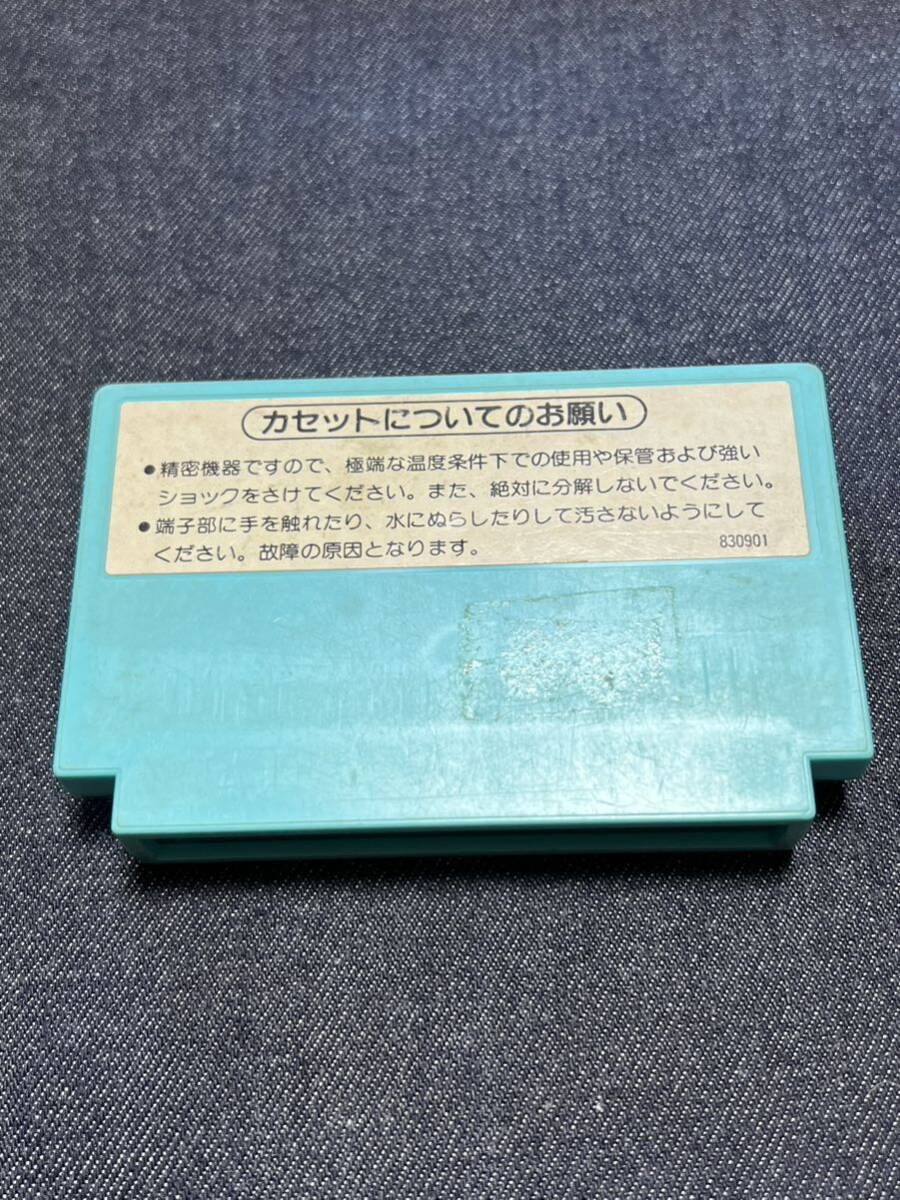 カセットについてのお願い
●精密機器ですので、極端な温度条件下での使用や保管および強い
ショックをさけてください。また、絶対に分解しないでください。
●端子部に手を触れたり、水にぬらしたりして汚さないようにして
ください。故障の原因となります。
830901